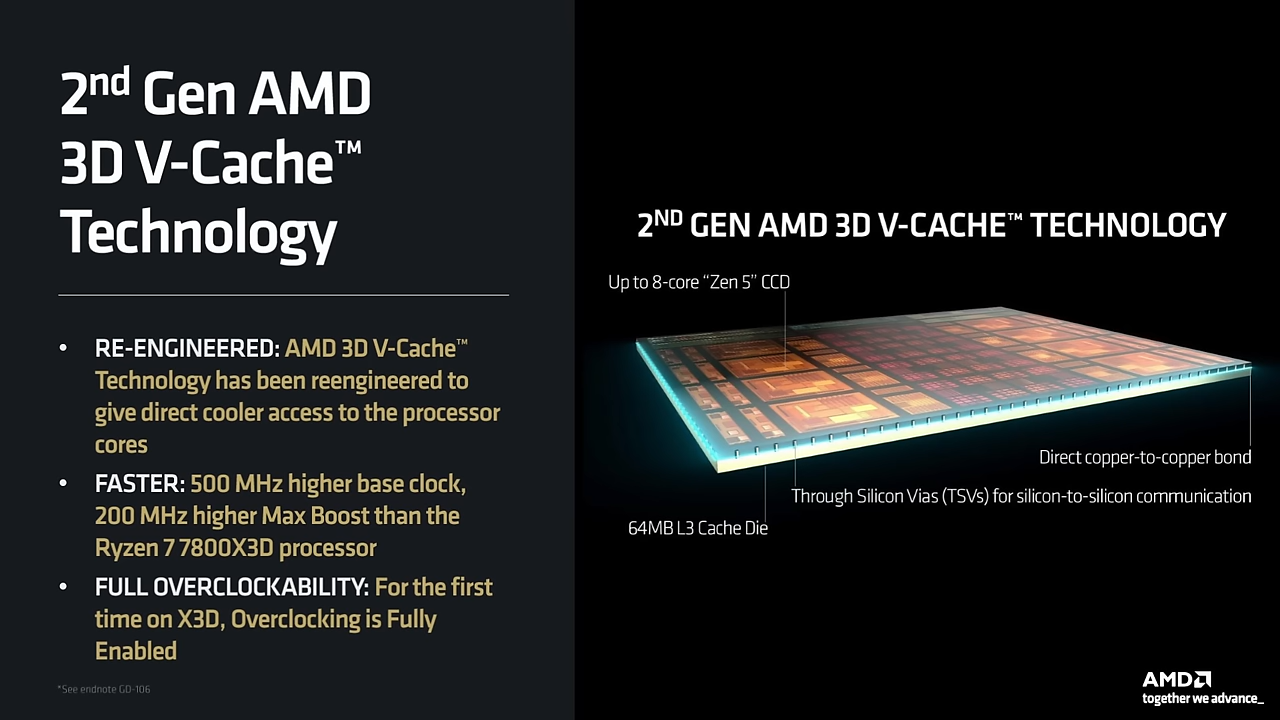 2nd Gen AMD
3D V-Cache™
Technology
• RE-ENGINEERED: AMD 3D V-Cache™
Technology has been reengineered to
give direct cooler access to the processor
cores
• FASTER: 500 MHz higher base clock,
200 MHz higher Max Boost than the
Ryzen 7 7800X3D processor
• FULL OVERCLOCKABILITY: For the first
time on X3D, Overclocking is Fully
Enabled
*See endnote GD-106
2ND GEN AMD 3D V-CACHE™ TECHNOLOGY
Up to 8-core “Zen 5” CCD
Direct copper-to-copper bond
Through Silicon Vias (TSVs) for silicon-to-silicon communication
64MB L3 Cache Die
AMD
together we advance_